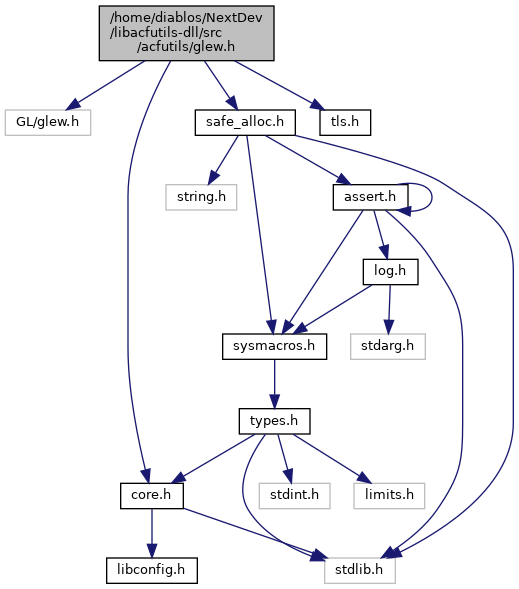 /home/diablos/NextDev
/libacfutils-dll/src
/acfutils/glew.h
GL/glew.h
safe_alloc.h
tls.h
string.h
assert.h
log.h
sysmacros.h
stdarg.h
types.h
core.h
stdint.h
limits.h
libconfig.h
stdlib.h